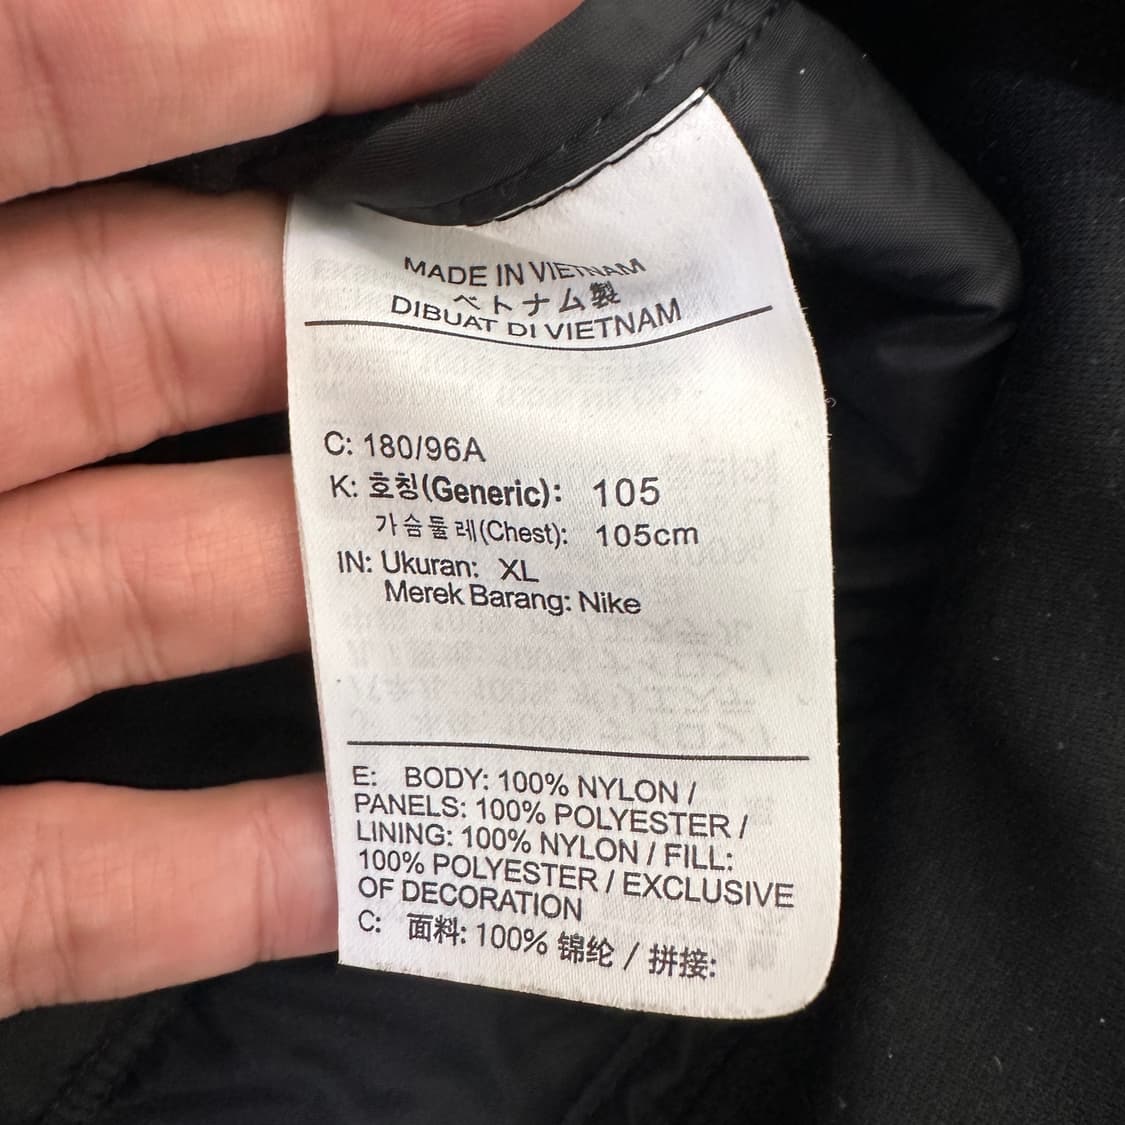 MADE IN VIETNAM
ベトナム製
DIBUAT DI VIETNAM
C: 180/96A
K: 호칭(Generic): 105
가슴둘레(Chest): 105cm
IN: Ukuran: XL
Merek Barang: Nike
E: BODY: 100% NYLON /
PANELS: 100% POLYESTER /
LINING: 100% NYLON / FILL:
100% POLYESTER / EXCLUSIVE
OF DECORATION
C: 面料: 100% 锦纶 / 拼接: